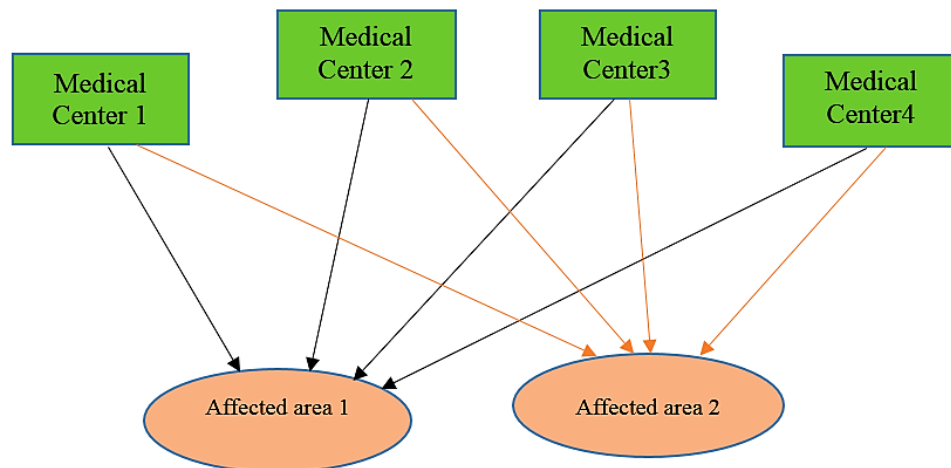 Medical
Center 1
Medical
Center 2
Medical
Center3
Medical
Center4
Affected area 1
Affected area 2